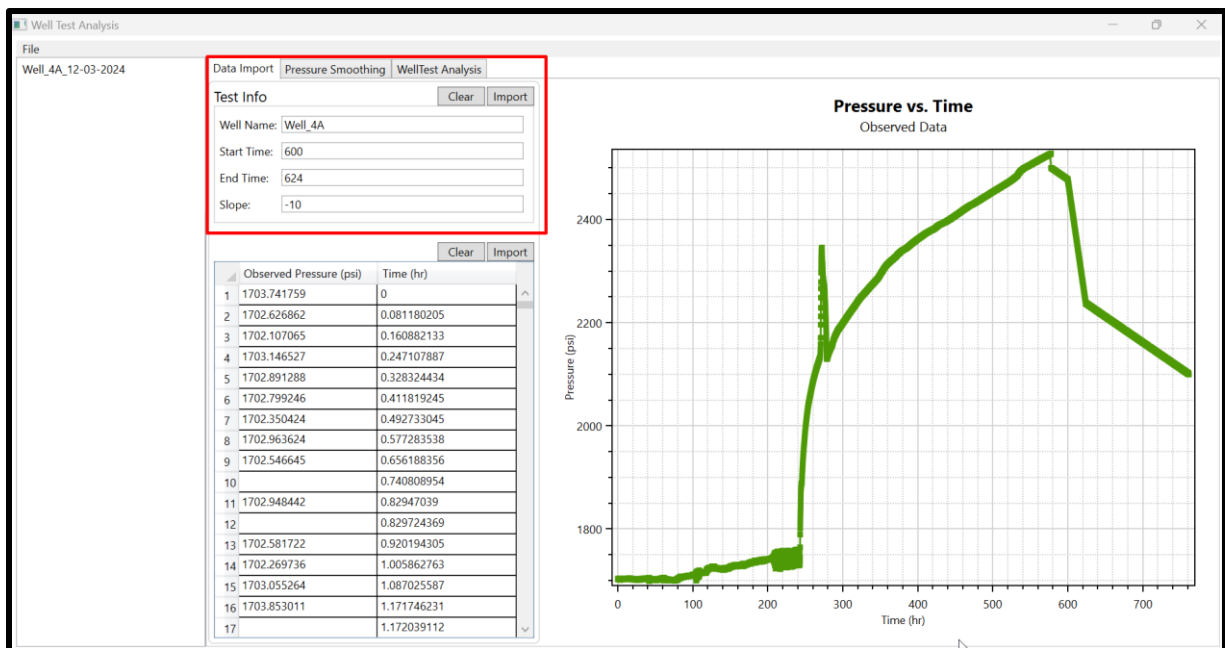 Well Test Analysis
File
Well_4A_12-03-2024
Data Import Pressure Smoothing WellTest Analysis
Test Info Clear Import
Well Name: Well_4A
Start Time: 600
End Time: 624
Slope: -10
Clear Import
Observed Pressure (psi) Time (hr)
1 1703.741759 0
2 1702.626862 0.081180205
3 1702.107065 0.160882133
4 1703.146527 0.247107887
5 1702.891288 0.328324434
6 1702.799246 0.411819245
7 1702.350424 0.492733045
8 1702.963624 0.577283538
9 1702.546645 0.656188356
10 0.740808954
11 1702.948442 0.82947039
12 0.829724369
13 1702.581722 0.920194305
14 1702.269736 1.005862763
15 1703.055264 1.087025587
16 1703.853011 1.171746231
17 1.172039112
Pressure vs. Time
Observed Data
Pressure (psi)
2400
2200
2000
1800
0 100 200 300 400 500 600 700
Time (hr)